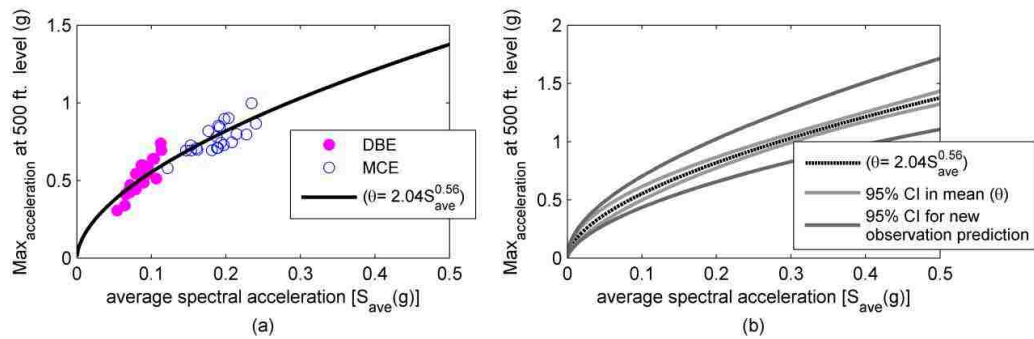 Max_acceleration at 500 ft. level (g)
1.5
1
0.5
0
DBE
MCE
(θ= 2.04S_ave^0.56)
0 0.1 0.2 0.3 0.4 0.5
average spectral acceleration [S_ave(g)]
(a)
Max_acceleration at 500 ft. level (g)
2
1.5
1
0.5
0
(θ= 2.04S_ave^0.56)
95% CI in mean (θ)
95% CI for new
observation prediction
0 0.1 0.2 0.3 0.4 0.5
average spectral acceleration [S_ave(g)]
(b)